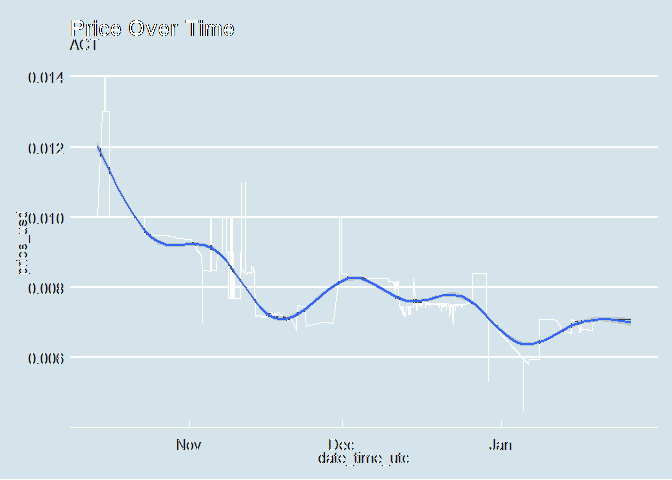 Price Over Time
ACT
0.014
0.012
0.010
0.008
0.006
price_usd
Nov
Dec
Jan
date_time_utc